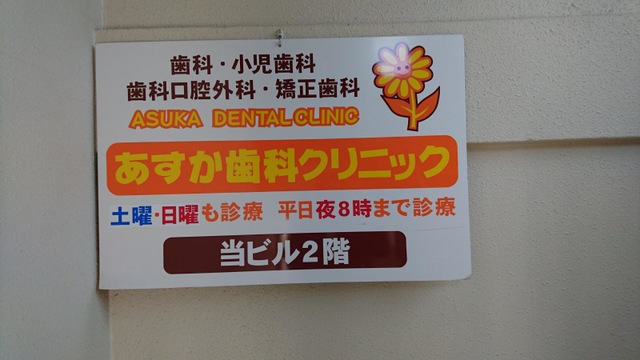 歯科・小児歯科
歯科口腔外科・矯正歯科
ASUKA DENTAL CLINIC
あすか歯科クリニック
土曜・日曜も診療 平日夜8時まで診療
当ビル2階